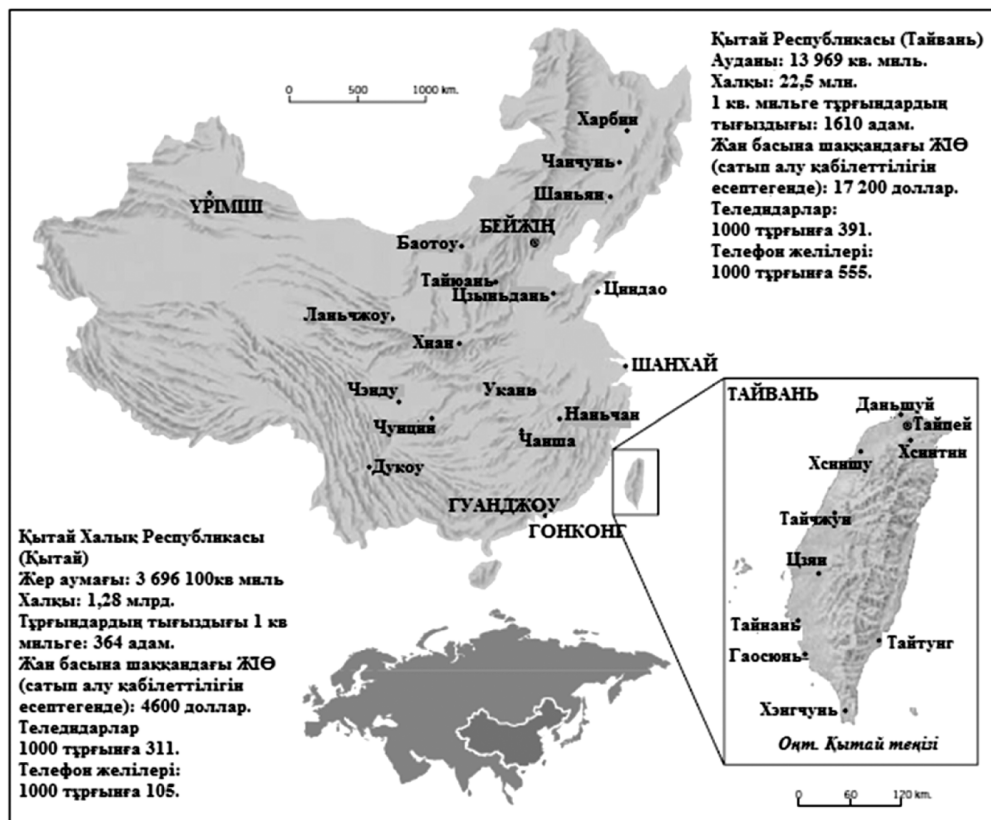 Қытай Республикасы (Тайвань)
Ауданы: 13 969 кв. миль.
Халқы: 22,5 млн.
1 кв. мильге тұрғындардың
тығыздығы: 1610 адам.
Жан басына шаққандағы ЖІӨ
(сатып алу қабілеттілігін
есептегенде): 17 200 доллар.
Теледидарлар:
1000 тұрғынға 391.
Телефон желілері:
1000 тұрғынға 555.
0 500 1000 km.
Харбин
Чанчунь
Шаньян
ҮРІМШІ
БЕЙЖІҢ
Баотоу
Тайюань
Цзыньдань
Циндао
Ланьчжоу
Хиан
ШАНХАЙ
Чэнду
Укань
Наньчан
Чунцин
Чанша
Дукоу
ГУАНДЖОУ
ГОНКОНГ
ТАЙВАНЬ
Даньшуй
Тайпей
Хсинтин
Хсиншу
Тайчжун
Цзян
Тайнань
Тайтунг
Гаосюнь
Хэнгчунь
Оңт. Қытай теңізі
0 60 120 km.
Қытай Халық Республикасы
(Қытай)
Жер аумағы: 3 696 100кв миль
Халқы: 1,28 млрд.
Тұрғындардың тығыздығы 1 кв
мильге: 364 адам.
Жан басына шаққандағы ЖІӨ
(сатып алу қабілеттілігін
есептегенде): 4600 доллар.
Теледидарлар
1000 тұрғынға 311.
Телефон желілері:
1000 тұрғынға 105.